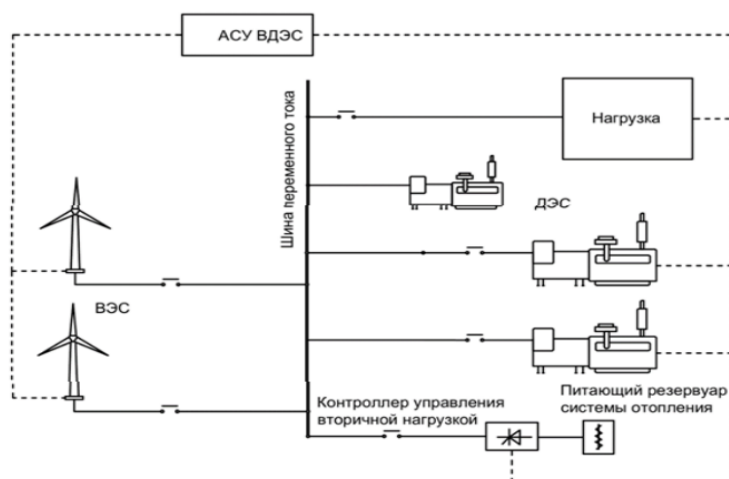 АСУ ВДЭС
Шина переменного тока
Нагрузка
ДЭС
ВЭС
Контроллер управления
вторичной нагрузкой
Питающий резервуар
системы отопления